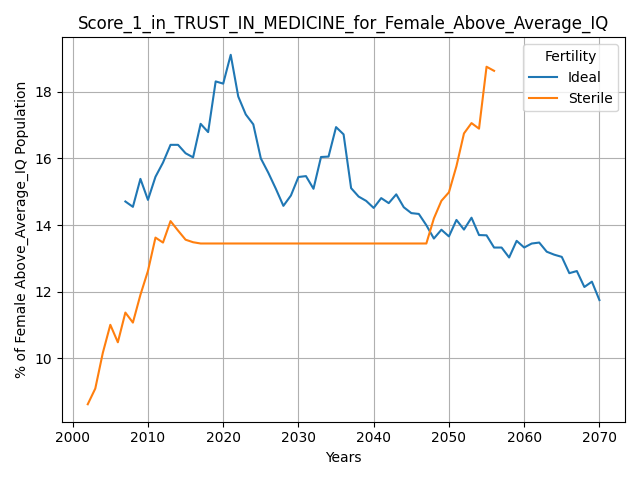 Score_1_in_TRUST_IN_MEDICINE_for_Female_Above_Average_IQ
% of Female Above_Average_IQ Population
18
16
14
12
10
Fertility
Ideal
Sterile
2000 2010 2020 2030 2040 2050 2060 2070
Years